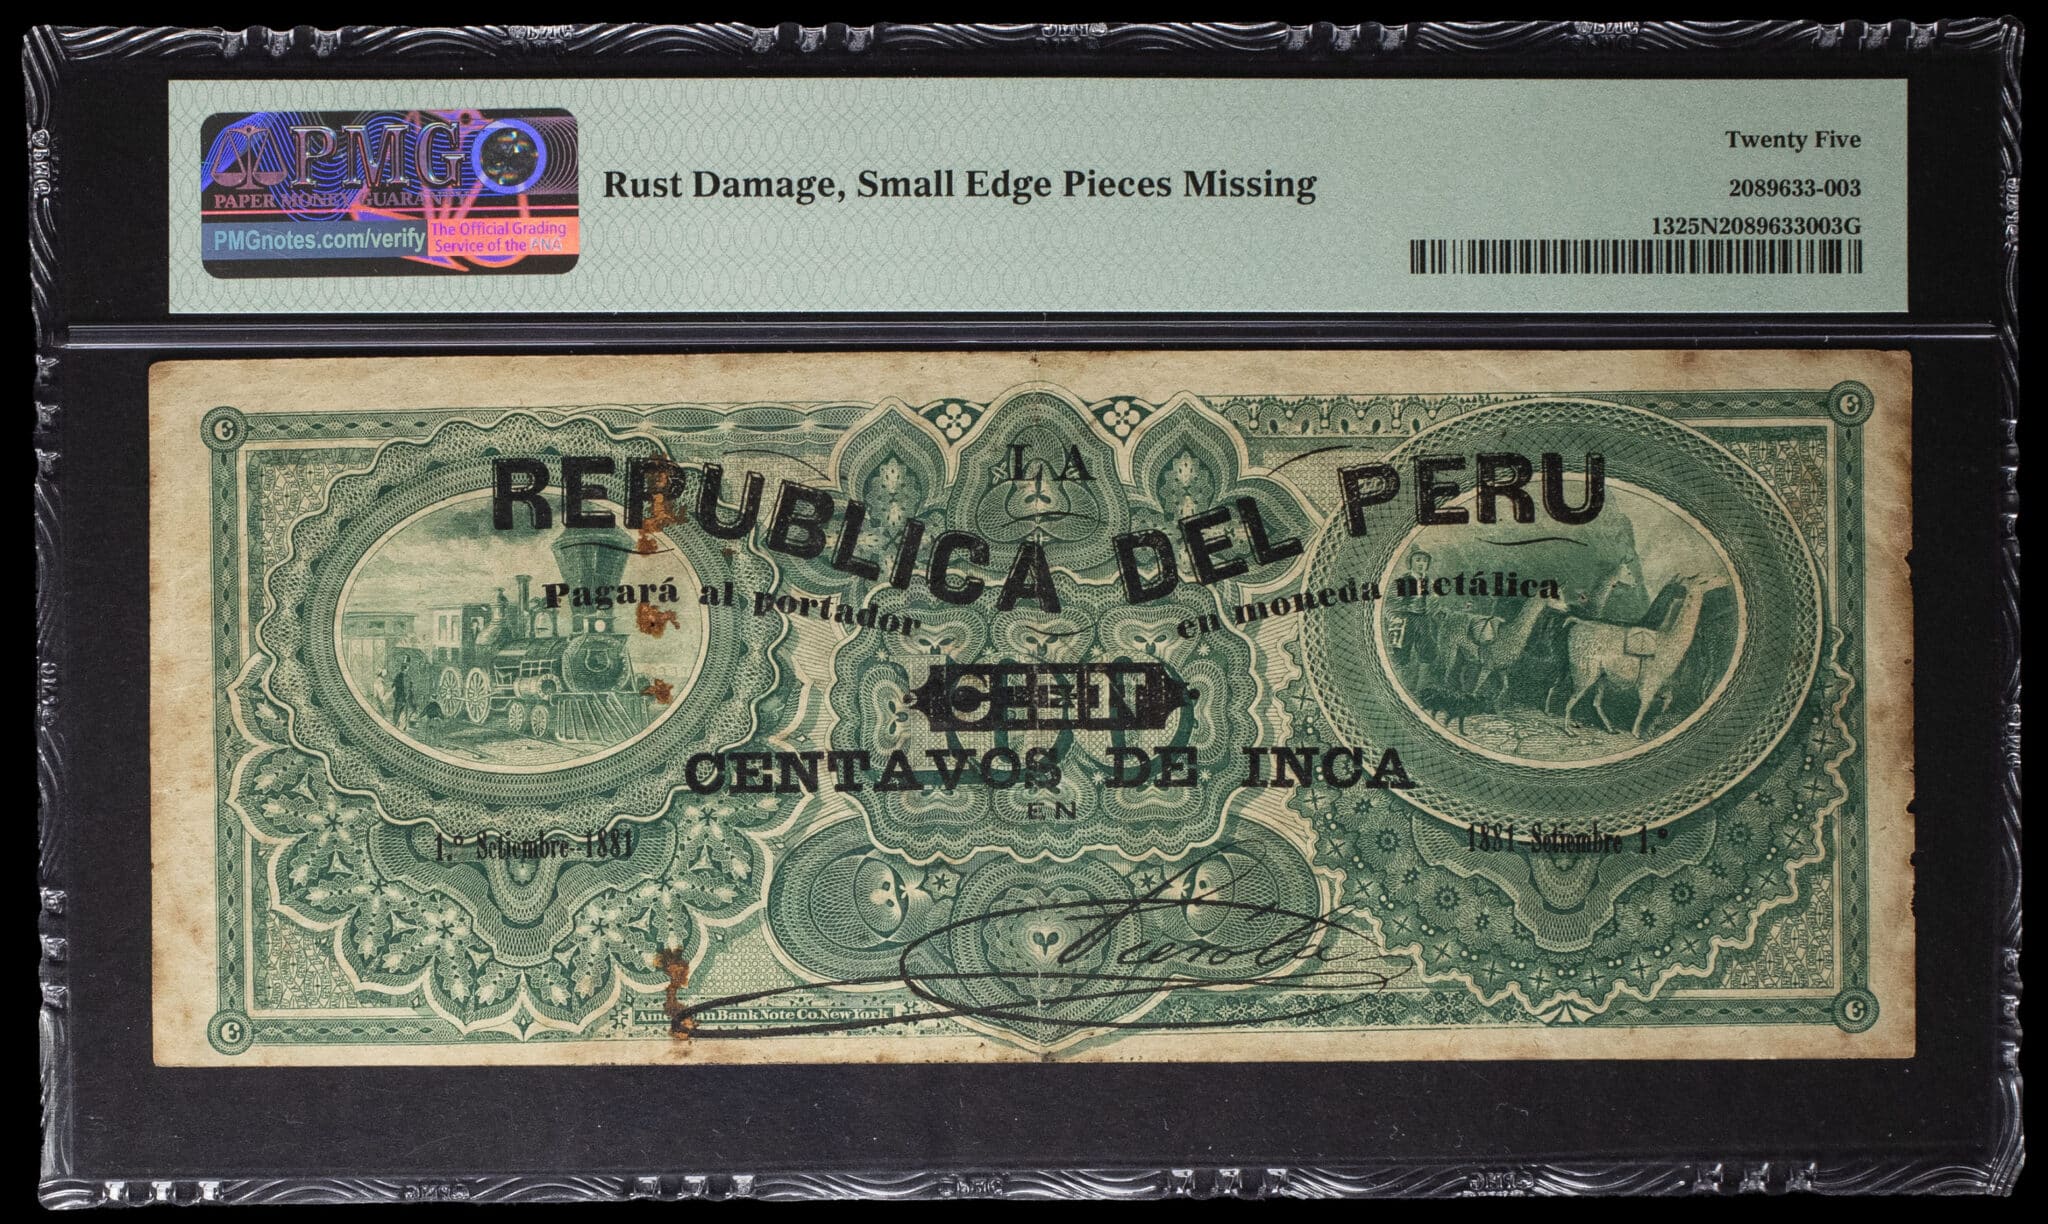 PMG
PAPER MONEY GUARANTY
PMGnotes.com/verify
The Official Grading
Service of the ANA
Rust Damage, Small Edge Pieces Missing
Twenty Five
2089633-003
1325N2089633003G
LA
REPUBLICA DEL PERU
Pagará al portador en moneda metálica
CIEN
CENTAVOS DE INCA
EN
1.º Setiembre 1881
1881 Setiembre 1.º
American Bank Note Co. New York